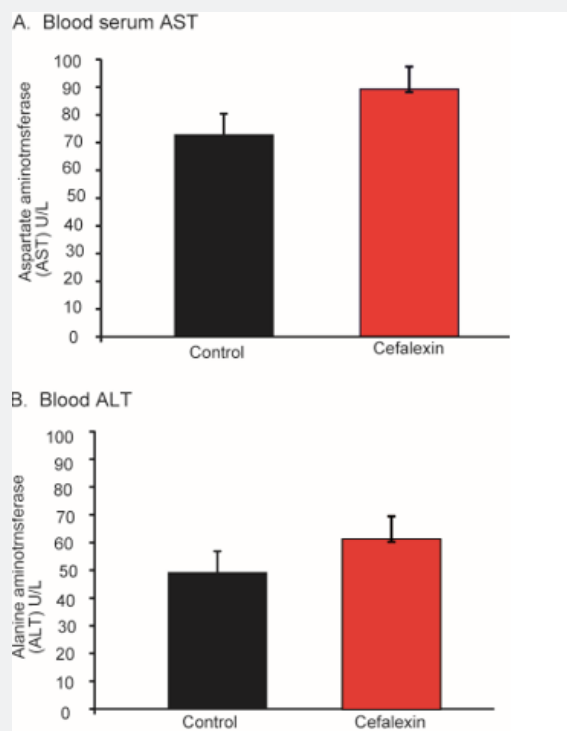 A. Blood serum AST
Aspartate aminotrnsferase
(AST) U/L
100
90
80
70
60
50
40
30
20
10
0
Control
Cefalexin
B. Blood ALT
Alanine aminotrnsferase
(ALT) U/L
100
90
80
70
60
50
40
30
20
10
0
Control
Cefalexin